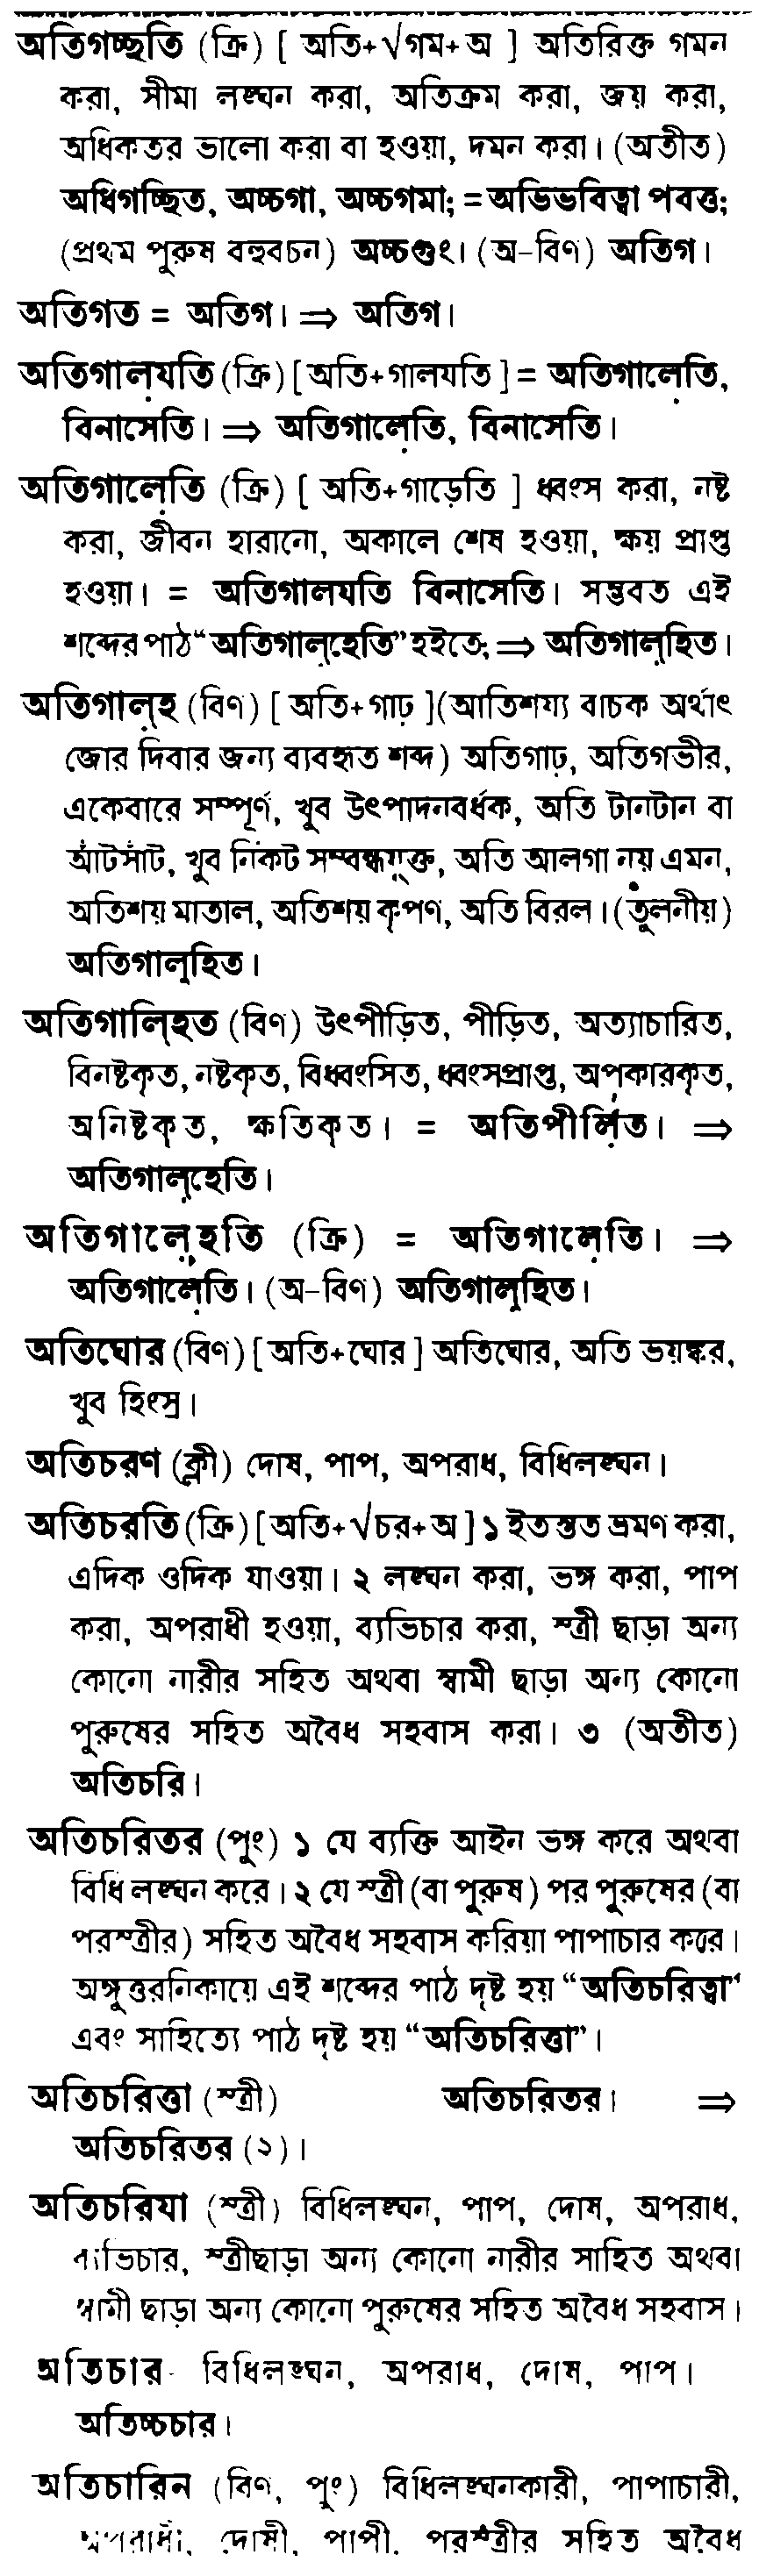 অতিগচ্ছতি (ক্রি) [ অতি+√গম+অ ] অতিরিক্ত গমন
করা, সীমা লঙ্ঘন করা, অতিক্রম করা, জয় করা,
অধিকতর ভালো করা বা হওয়া, দমন করা। (অতীত)
অধিগচ্ছিত, অচ্চগা, অচ্চগমা; =অভিভবিত্বা পবত্ত;
(প্রথম পুরুষ বহুবচন) অচ্চগুং। (অ-বিণ) অতিগ।
অতিগত = অতিগ। ⇒ অতিগ।
অতিগাল়যতি (ক্রি) [ অতি+গালযতি ] = অতিগালে়তি,
বিনাসেতি। ⇒ অতিগালে়তি, বিনাসেতি।
অতিগালে়তি (ক্রি) [ অতি+গাড়েতি ] ধ্বংস করা, নষ্ট
করা, জীবন হারানো, অকালে শেষ হওয়া, ক্ষয় প্রাপ্ত
হওয়া। = অতিগালযতি বিনাসেতি। সম্ভবত এই
শব্দের পাঠ “অতিগাল়্হেতি” হইতে; ⇒ অতিগাল়্হিত।
অতিগাল়্হ (বিণ) [ অতি+গাঢ় ] (আতিশয্য বাচক অর্থাৎ
জোর দিবার জন্য ব্যবহৃত শব্দ) অতিগাঢ়, অতিগভীর,
একেবারে সম্পূর্ণ, খুব উৎপাদনবর্ধক, অতি টানটান বা
আঁটসাঁট, খুব নিকট সম্বন্ধযুক্ত, অতি আলগা নয় এমন,
অতিশয় মাতাল, অতিশয় কৃপণ, অতি বিরল। (তুলনীয়)
অতিগাল়্হিত।
অতিগাল়্হিত (বিণ) উৎপীড়িত, পীড়িত, অত্যাচারিত,
বিনষ্টকৃত, নষ্টকৃত, বিধ্বংসিত, ধ্বংসপ্রাপ্ত, অপকারকৃত,
অনিষ্টকৃত, ক্ষতিকৃত। = অতিপীলি়ত। ⇒
অতিগাল়্হেতি।
অতিগালে়হতি (ক্রি) = অতিগালে়তি। ⇒
অতিগালে়তি। (অ-বিণ) অতিগাল়্হিত।
অতিঘোর (বিণ) [ অতি+ঘোর ] অতিঘোর, অতি ভয়ঙ্কর,
খুব হিংস্র।
অতিচরণ (ক্লী) দোষ, পাপ, অপরাধ, বিধিলঙ্ঘন।
অতিচরতি (ক্রি) [ অতি+√চর+অ ] ১ ইতস্তত ভ্রমণ করা,
এদিক ওদিক যাওয়া। ২ লঙ্ঘন করা, ভঙ্গ করা, পাপ
করা, অপরাধী হওয়া, ব্যভিচার করা, স্ত্রী ছাড়া অন্য
কোনো নারীর সহিত অথবা স্বামী ছাড়া অন্য কোনো
পুরুষের সহিত অবৈধ সহবাস করা। ৩ (অতীত)
অতিচরি।
অতিচরিতর (পুং) ১ যে ব্যক্তি আইন ভঙ্গ করে অথবা
বিধি লঙ্ঘন করে। ২ যে স্ত্রী (বা পুরুষ) পর পুরুষের (বা
পরস্ত্রীর) সহিত অবৈধ সহবাস করিয়া পাপাচার করে।
অঙ্গুত্তরনিকায়ে এই শব্দের পাঠ দৃষ্ট হয় “অতিচরিত্বা”
এবং সাহিত্যে পাঠ দৃষ্ট হয় “অতিচরিত্তা”।
অতিচরিত্তা (স্ত্রী) অতিচরিতর। ⇒
অতিচরিতর (২)।
অতিচরিযা (স্ত্রী) বিধিলঙ্ঘন, পাপ, দোষ, অপরাধ,
ব্যভিচার, স্ত্রীছাড়া অন্য কোনো নারীর সাহিত অথবা
স্বামী ছাড়া অন্য কোনো পুরুষের সহিত অবৈধ সহবাস।
অতিচার- বিধিলঙ্ঘন, অপরাধ, দোষ, পাপ।
অতিচ্চচার।
অতিচারিন (বিণ, পুং) বিধিলঙ্ঘনকারী, পাপাচারী,
অপরাধী, দোষী, পাপী, পরস্ত্রীর সহিত অবৈধ